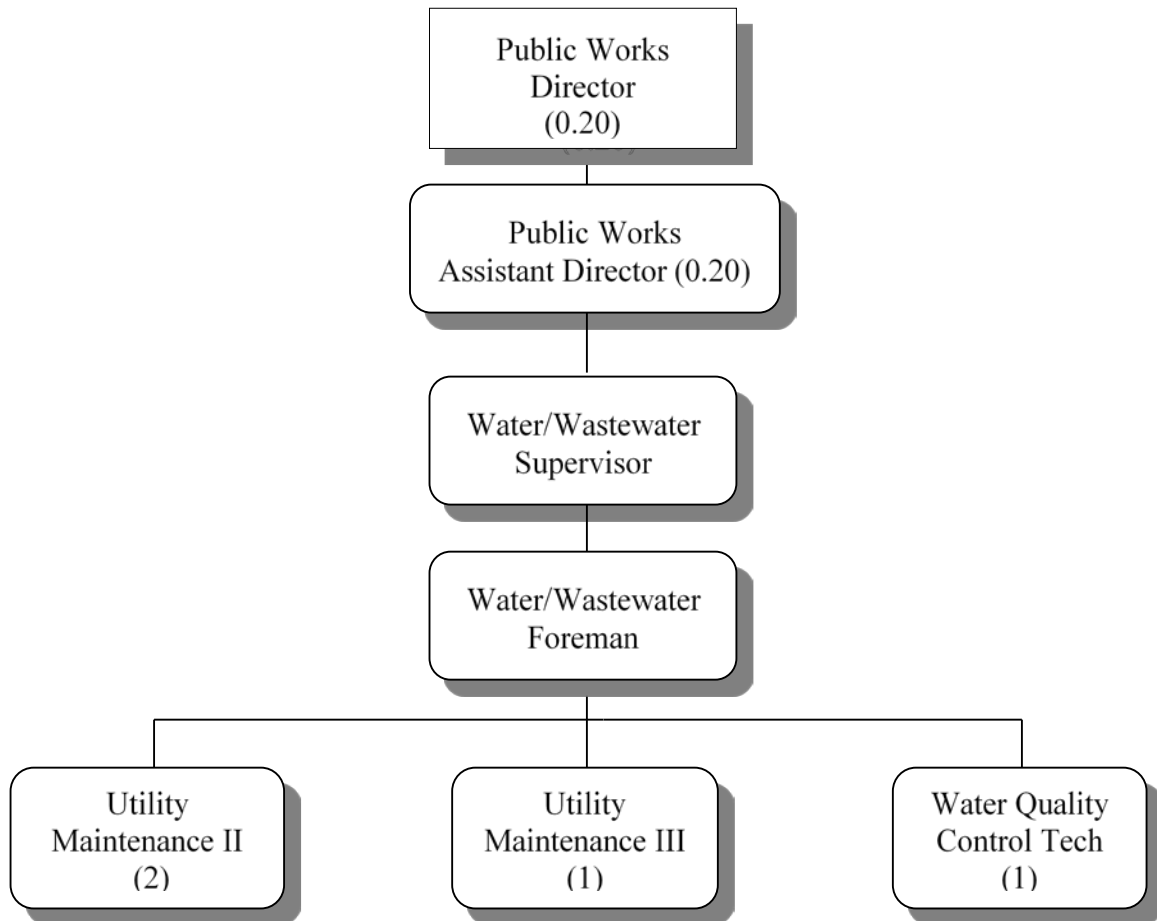 Public Works
Director
(0.20)
Public Works
Assistant Director (0.20)
Water/Wastewater
Supervisor
Water/Wastewater
Foreman
Utility
Maintenance II
(2)
Utility
Maintenance III
(1)
Water Quality
Control Tech
(1)